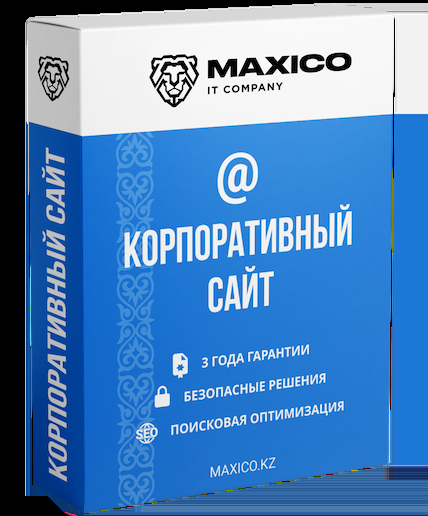 MAXICO
IT COMPANY
@
КОРПОРАТИВНЫЙ
САЙТ
3 ГОДА ГАРАНТИИ
БЕЗОПАСНЫЕ РЕШЕНИЯ
SEO
ПОИСКОВАЯ ОПТИМИЗАЦИЯ
MAXICO.KZ
КОРПОРАТИВНЫЙ САЙТ